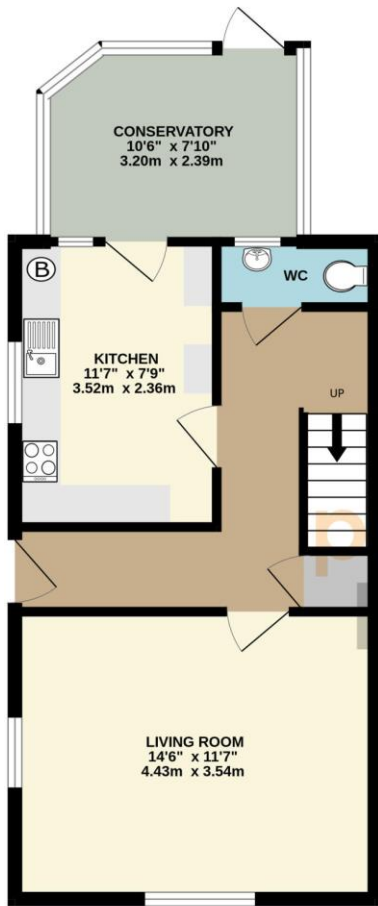 CONSERVATORY
10'6" x 7'10"
3.20m x 2.39m
B
WC
KITCHEN
11'7" x 7'9"
3.52m x 2.36m
UP
p
LIVING ROOM
14'6" x 11'7"
4.43m x 3.54m